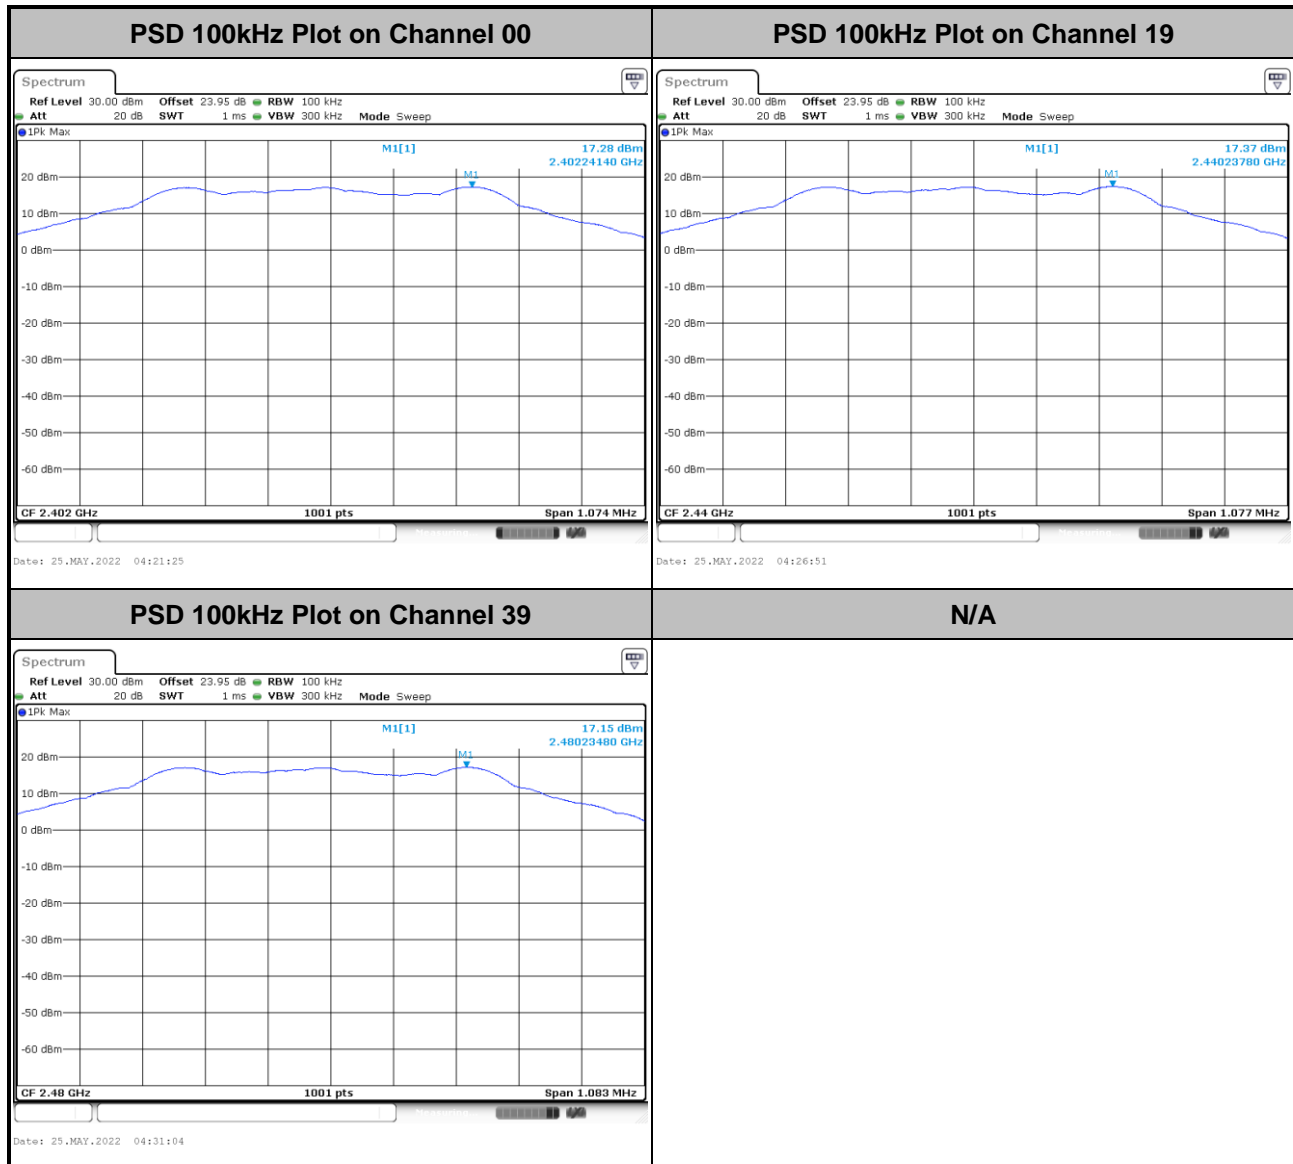 PSD 100kHz Plot on Channel 00
Spectrum
Ref Level 30.00 dBm Offset 23.95 dB RBW 100 kHz
Att 20 dB SWT 1 ms VBW 300 kHz Mode Sweep
1Pk Max
M1[1] 17.28 dBm
2.40224140 GHz
M1
20 dBm
10 dBm
0 dBm
-10 dBm
-20 dBm
-30 dBm
-40 dBm
-50 dBm
-60 dBm
CF 2.402 GHz 1001 pts Span 1.074 MHz
Measuring
Date: 25.MAY.2022 04:21:25
PSD 100kHz Plot on Channel 19
Spectrum
Ref Level 30.00 dBm Offset 23.95 dB RBW 100 kHz
Att 20 dB SWT 1 ms VBW 300 kHz Mode Sweep
1Pk Max
M1[1] 17.37 dBm
2.44023780 GHz
M1
20 dBm
10 dBm
0 dBm
-10 dBm
-20 dBm
-30 dBm
-40 dBm
-50 dBm
-60 dBm
CF 2.44 GHz 1001 pts Span 1.077 MHz
Measuring
Date: 25.MAY.2022 04:26:51
PSD 100kHz Plot on Channel 39
Spectrum
Ref Level 30.00 dBm Offset 23.95 dB RBW 100 kHz
Att 20 dB SWT 1 ms VBW 300 kHz Mode Sweep
1Pk Max
M1[1] 17.15 dBm
2.48023480 GHz
M1
20 dBm
10 dBm
0 dBm
-10 dBm
-20 dBm
-30 dBm
-40 dBm
-50 dBm
-60 dBm
CF 2.48 GHz 1001 pts Span 1.083 MHz
Measuring
Date: 25.MAY.2022 04:31:04
N/A